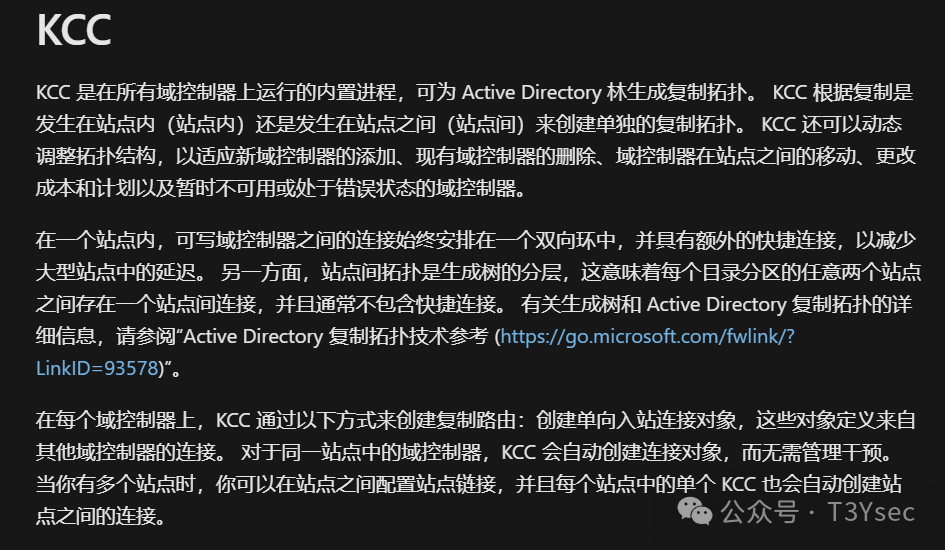 KCC
KCC 是在所有域控制器上运行的内置进程，可为 Active Directory 林生成复制拓扑。 KCC 根据复制是
发生在站点内（站点内）还是发生在站点之间（站点间）来创建单独的复制拓扑。 KCC 还可以动态
调整拓扑结构，以适应新域控制器的添加、现有域控制器的删除、域控制器在站点之间的移动、更改
成本和计划以及暂时不可用或处于错误状态的域控制器。
在一个站点内，可写域控制器之间的连接始终安排在一个双向环中，并具有额外的快捷连接，以减少
大型站点中的延迟。 另一方面，站点间拓扑是生成树的分层，这意味着每个目录分区的任意两个站点
之间存在一个站点间连接，并且通常不包含快捷连接。 有关生成树和 Active Directory 复制拓扑的详
细信息，请参阅“Active Directory 复制拓扑技术参考 (https://go.microsoft.com/fwlink/?
LinkID=93578)”。
在每个域控制器上，KCC 通过以下方式来创建复制路由：创建单向入站连接对象，这些对象定义来自
其他域控制器的连接。 对于同一站点中的域控制器，KCC 会自动创建连接对象，而无需管理干预。
当你有多个站点时，你可以在站点之间配置站点链接，并且每个站点中的单个 KCC 也会自动创建站
点之间的连接。
公众号 · T3Ysec